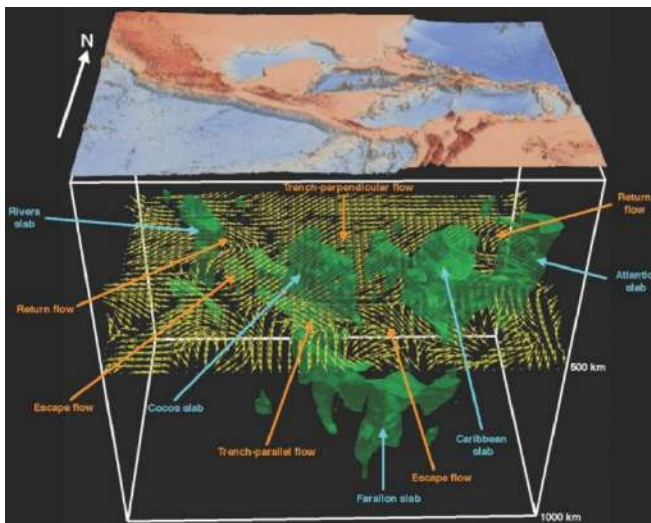 N
Trench-perpendicular flow
Return
flow
Rivera
slab
Atlantic
slab
Return flow
500 km
Escape flow
Cocos slab
Trench-parallel flow
Caribbean
slab
Escape flow
Farallon slab
1000 km